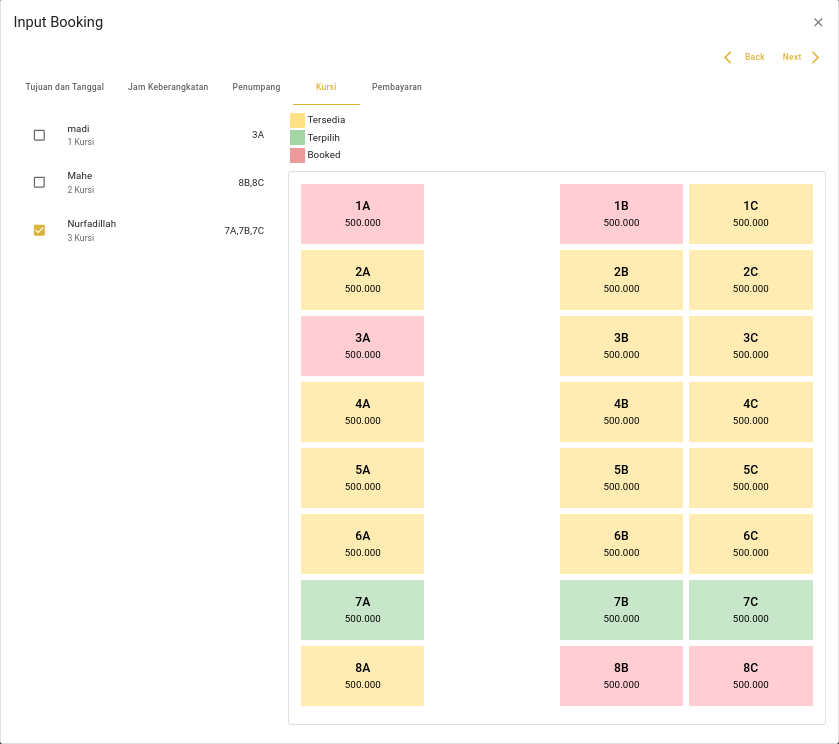 Input Booking
Back Next
Tujuan dan Tanggal Jam Keberangkatan Penumpang Kursi Pembayaran
madi
1 Kursi
3A
Mahe
2 Kursi
8B,8C
Nurfadillah
3 Kursi
7A,7B,7C
Tersedia
Terpilih
Booked
1A 1B 1C
500.000 500.000 500.000
2A 2B 2C
500.000 500.000 500.000
3A 3B 3C
500.000 500.000 500.000
4A 4B 4C
500.000 500.000 500.000
5A 5B 5C
500.000 500.000 500.000
6A 6B 6C
500.000 500.000 500.000
7A 7B 7C
500.000 500.000 500.000
8A 8B 8C
500.000 500.000 500.000